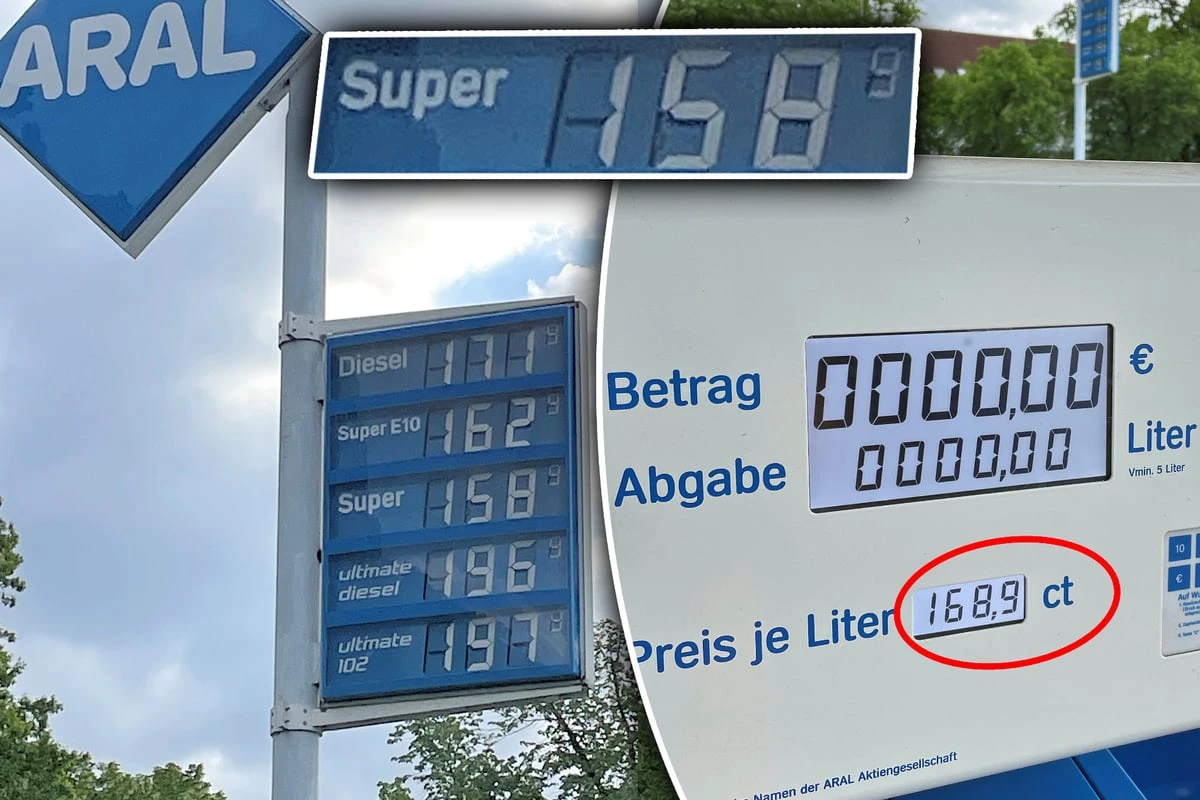 ARAL
Super 158 9
Diesel 171 9
Super E10 162 9
Super 158 9
ultimate diesel 196 9
ultimate 102 197 9
Betrag 0000,00 €
Abgabe 0000,00 Liter
Vmin. 5 Liter
Preis je Liter 168,9 ct
10
€
Namen der ARAL Aktiengesellschaft